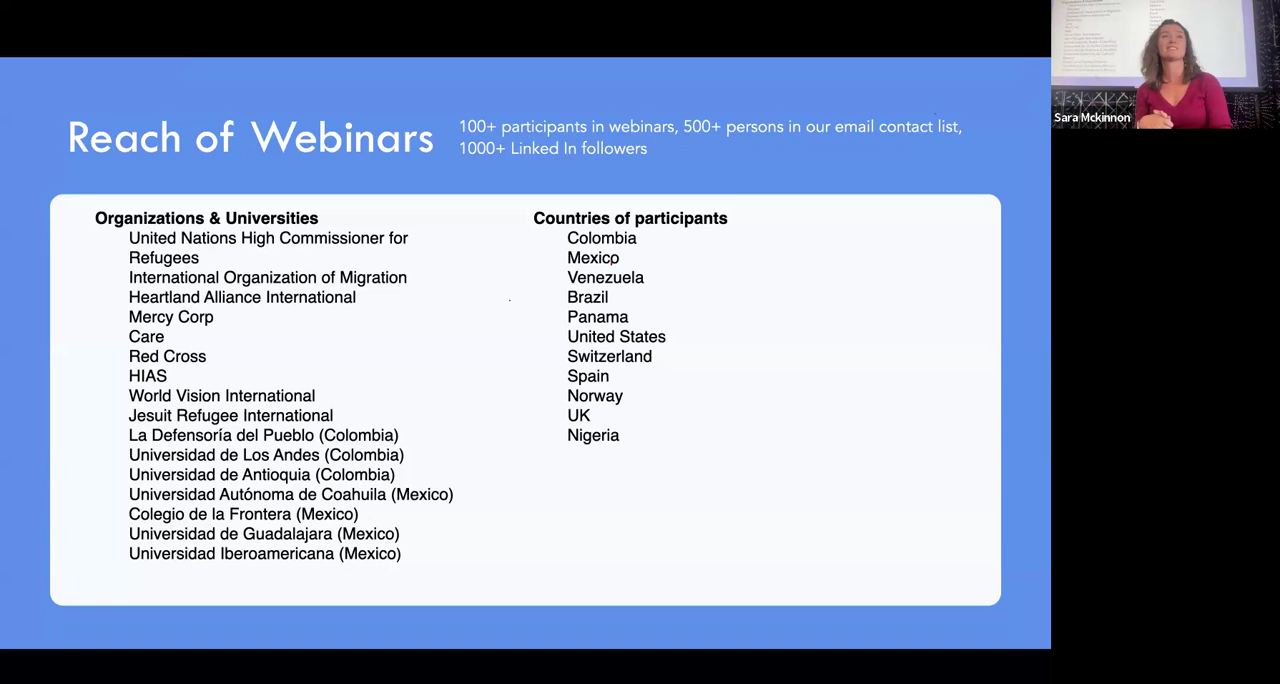 Reach of Webinars
100+ participants in webinars, 500+ persons in our email contact list,
1000+ Linked In followers
Organizations & Universities
United Nations High Commissioner for
Refugees
International Organization of Migration
Heartland Alliance International
Mercy Corp
Care
Red Cross
HIAS
World Vision International
Jesuit Refugee International
La Defensoría del Pueblo (Colombia)
Universidad de Los Andes (Colombia)
Universidad de Antioquia (Colombia)
Universidad Autónoma de Coahuila (Mexico)
Colegio de la Frontera (Mexico)
Universidad de Guadalajara (Mexico)
Universidad Iberoamericana (Mexico)
Countries of participants
Colombia
Mexico
Venezuela
Brazil
Panama
United States
Switzerland
Spain
Norway
UK
Nigeria
Sara Mckinnon